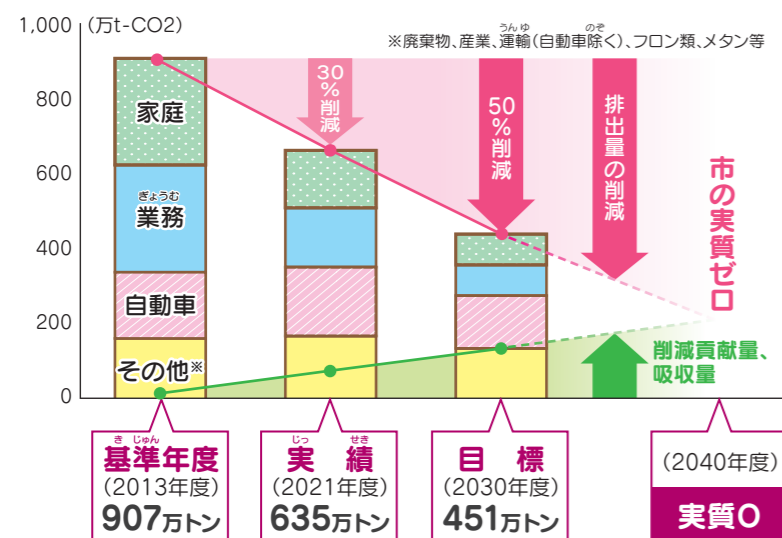 1,000 (万t-CO2)
※廃棄物、産業、運輸(自動車除く)、フロン類、メタン等
うんゆ
のぞ
800
600
400
200
0
家庭
ぎょうむ
業務
自動車
その他※
30%削減
50%削減
排出量の削減
市の実質ゼロ
削減貢献量、
吸収量
き じゅん
基準年度
(2013年度)
907万トン
じっ せき
実 績
(2021年度)
635万トン
目 標
(2030年度)
451万トン
(2040年度)
実質0